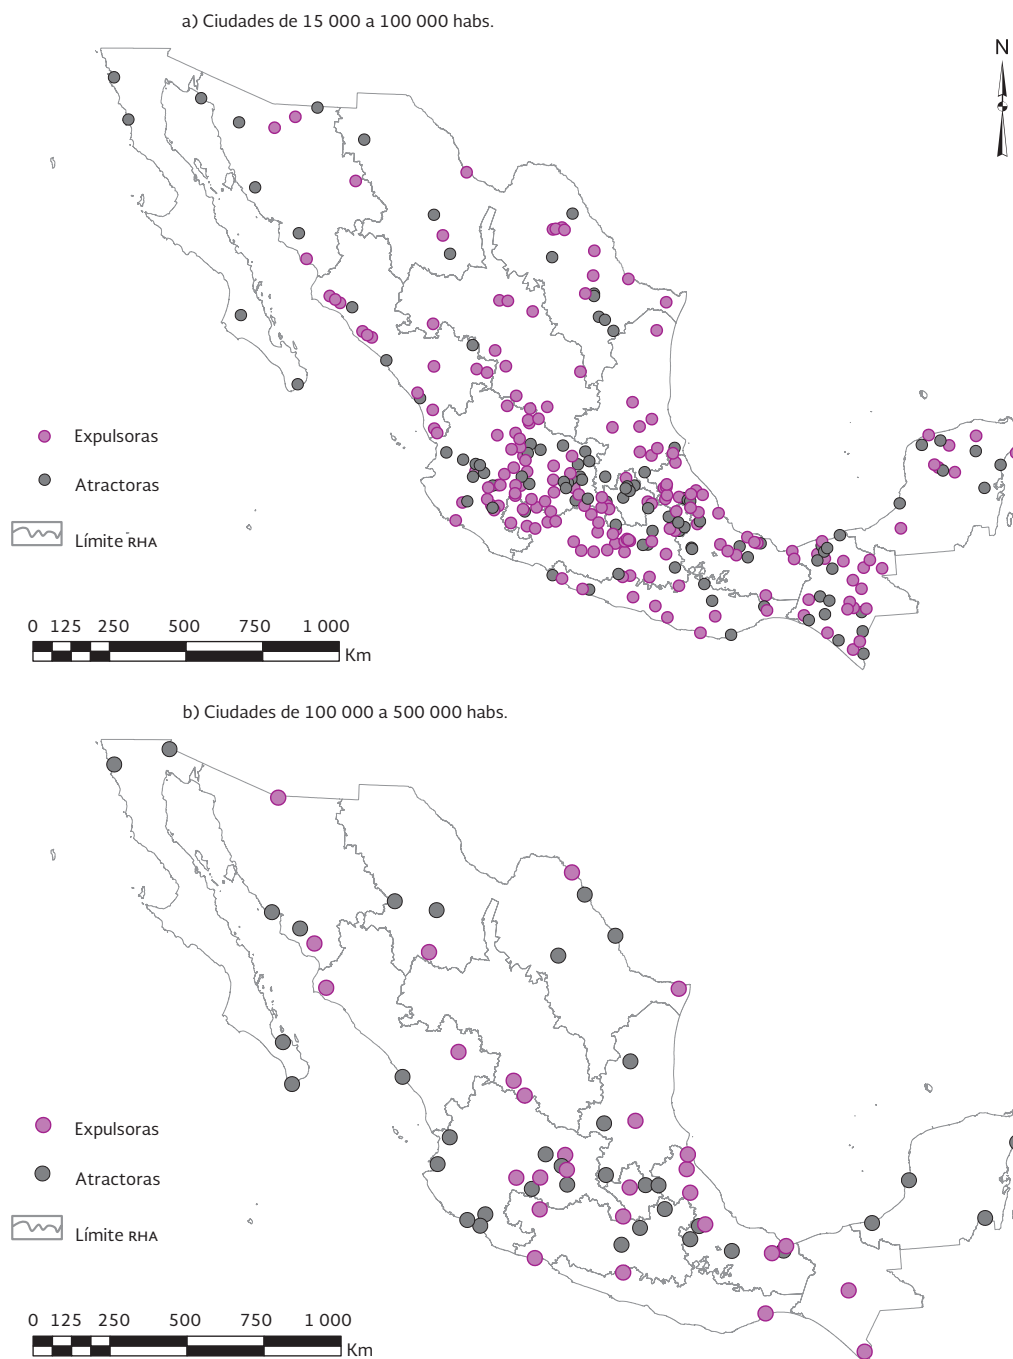 a) Ciudades de 15 000 a 100 000 habs.
N
Expulsoras
Atractoras
Límite RHA
0 125 250 500 750 1 000
Km
b) Ciudades de 100 000 a 500 000 habs.
Expulsoras
Atractoras
Límite RHA
0 125 250 500 750 1 000
Km